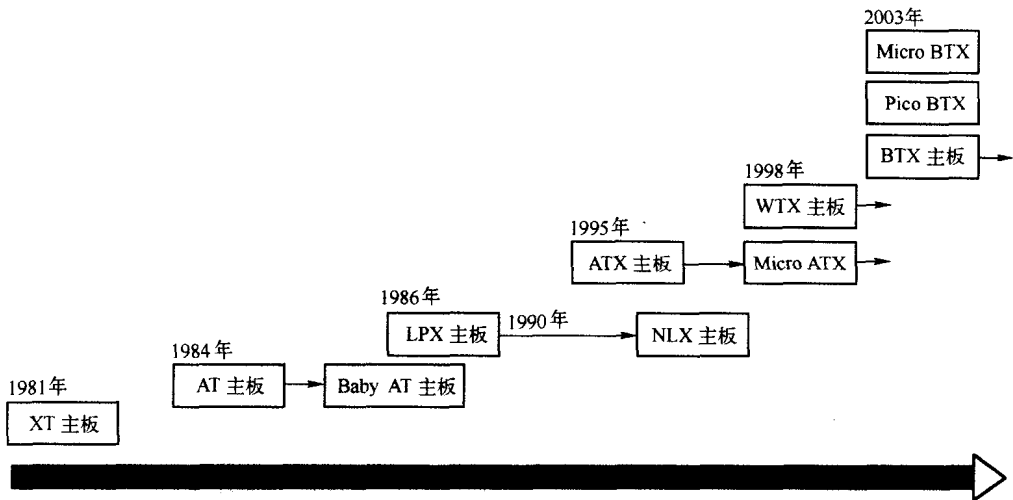 2003年
Micro BTX
Pico BTX
BTX 主板
1998年
WTX 主板
1995年
ATX 主板
Micro ATX
1986年
LPX 主板
1990年
NLX 主板
1984年
AT 主板
Baby AT 主板
1981年
XT 主板